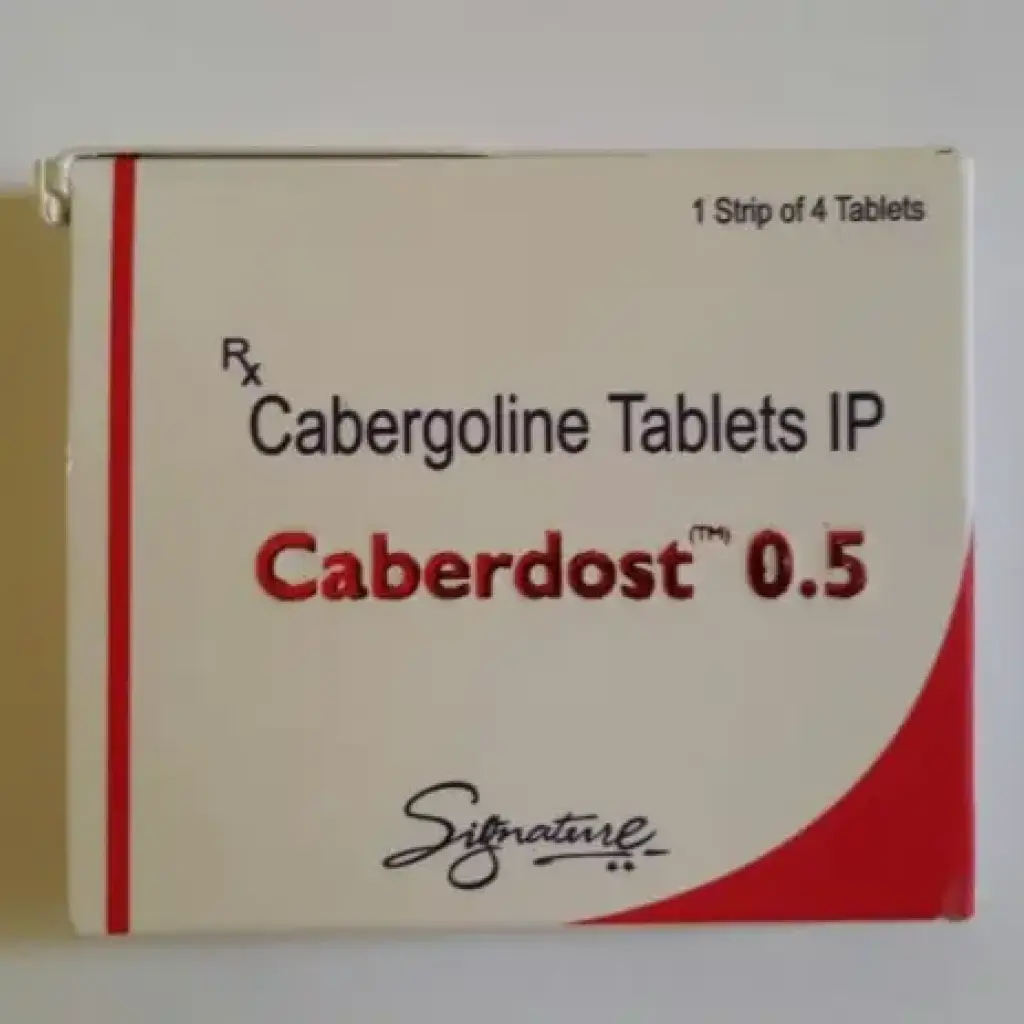 1 Strip of 4 Tablets
Rx
Cabergoline Tablets IP
Caberdost (TM) 0.5
Signature